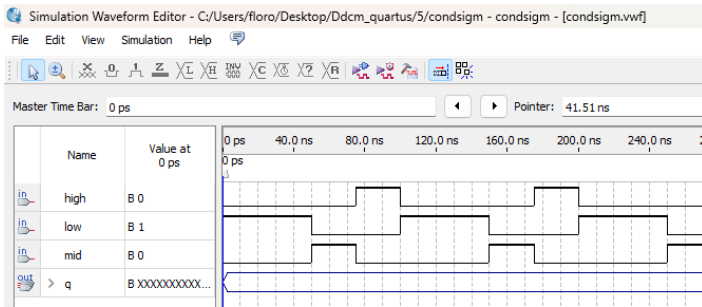 Simulation Waveform Editor - C:/Users/floro/Desktop/Ddcm_quartus/5/condsigm - condsigm - [condsigm.vwf]
File Edit View Simulation Help
Master Time Bar: 0 ps Pointer: 41.51 ns
Name Value at 0 ps 0 ps 40.0 ns 80.0 ns 120.0 ns 160.0 ns 200.0 ns 240.0 ns
0 ps
in high B 0
in low B 1
in mid B 0
out > q B XXXXXXXXXX...